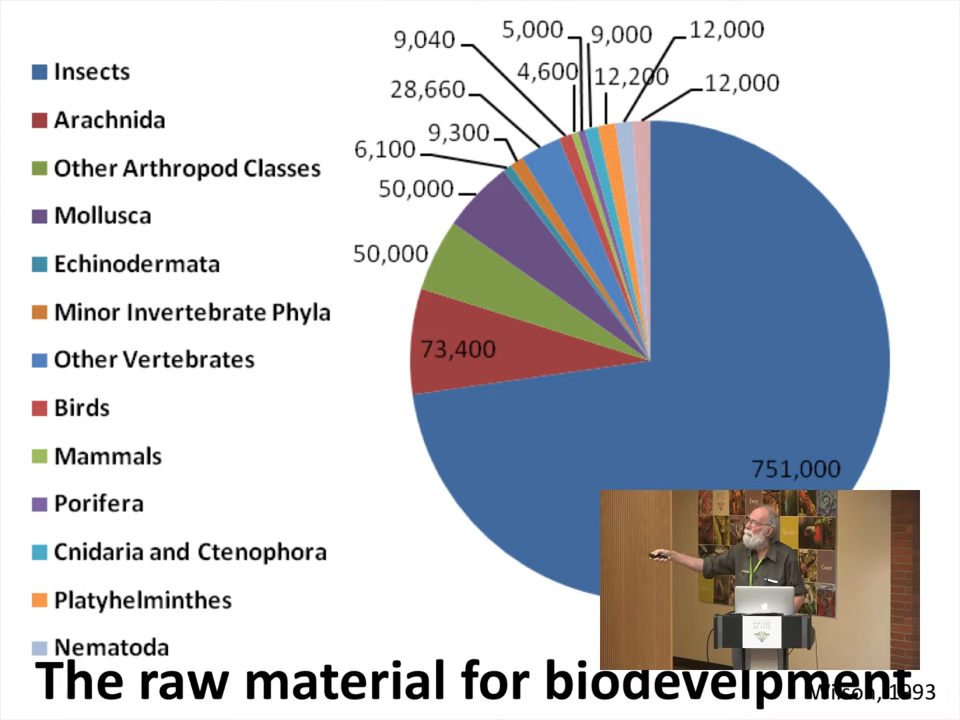 5,000
9,000
12,000
9,040
4,600
12,200
12,000
Insects
28,660
Arachnida
9,300
6,100
Other Arthropod Classes
50,000
Mollusca
50,000
Echinodermata
Minor Invertebrate Phyla
73,400
Other Vertebrates
Birds
Mammals
751,000
Porifera
Cnidaria and Ctenophora
Platyhelminthes
Nematoda
The raw material for biodevelpment
Wilson, 1993